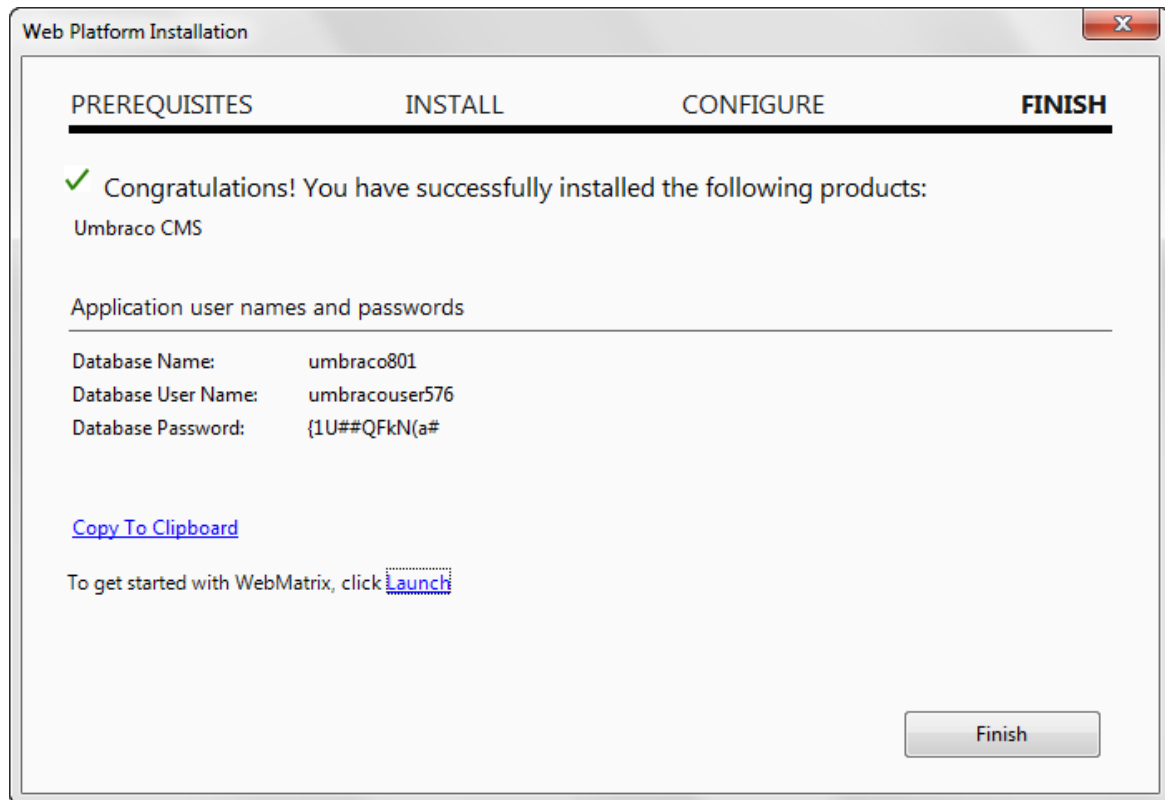 Web Platform Installation
PREREQUISITES INSTALL CONFIGURE FINISH
Congratulations! You have successfully installed the following products:
Umbraco CMS
Application user names and passwords
Database Name: umbraco801
Database User Name: umbracouser576
Database Password: {1U##QFkN(a#
Copy To Clipboard
To get started with WebMatrix, click Launch
Finish